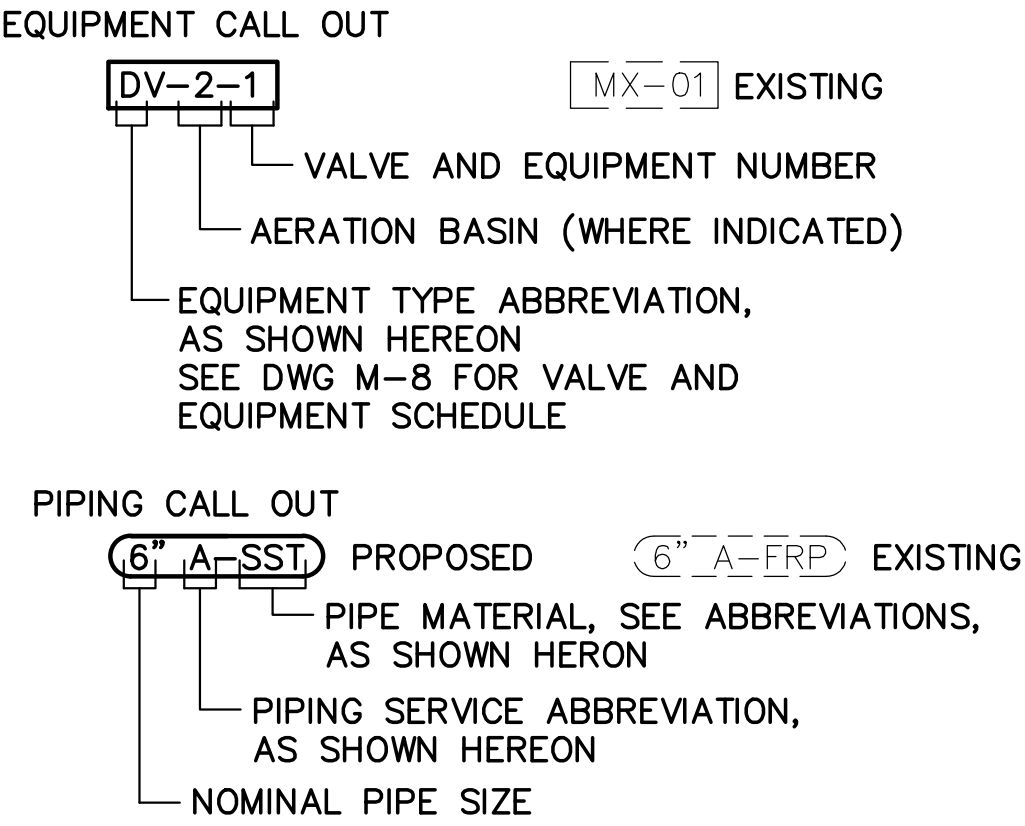 EQUIPMENT CALL OUT
DV-2-1
MX-01 EXISTING
VALVE AND EQUIPMENT NUMBER
AERATION BASIN (WHERE INDICATED)
EQUIPMENT TYPE ABBREVIATION,
AS SHOWN HEREON
SEE DWG M-8 FOR VALVE AND
EQUIPMENT SCHEDULE
PIPING CALL OUT
6" A-SST PROPOSED
6" A-FRP EXISTING
PIPE MATERIAL, SEE ABBREVIATIONS,
AS SHOWN HERON
PIPING SERVICE ABBREVIATION,
AS SHOWN HEREON
NOMINAL PIPE SIZE